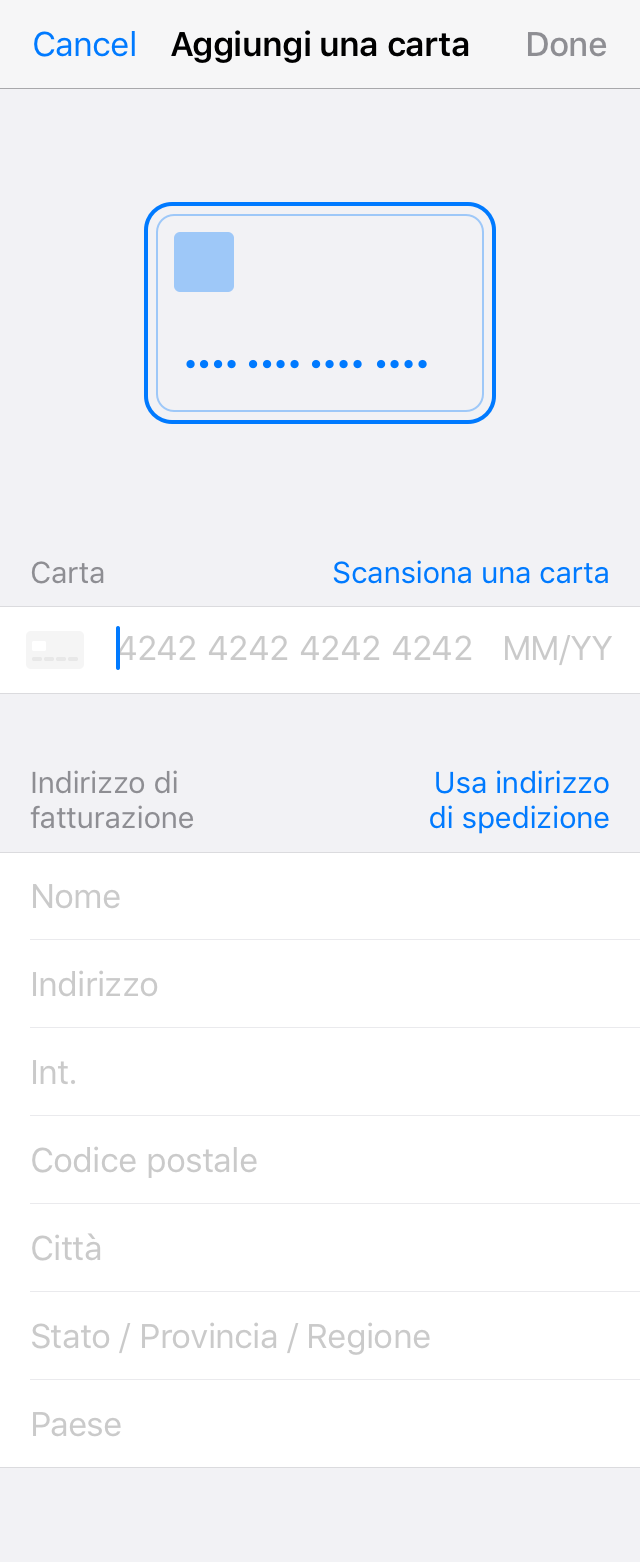 Cancel Aggiungi una carta Done
•••• •••• •••• ••••
Carta Scansiona una carta
4242 4242 4242 4242 MM/YY
Indirizzo di fatturazione
Usa indirizzo di spedizione
Nome
Indirizzo
Int.
Codice postale
Città
Stato / Provincia / Regione
Paese